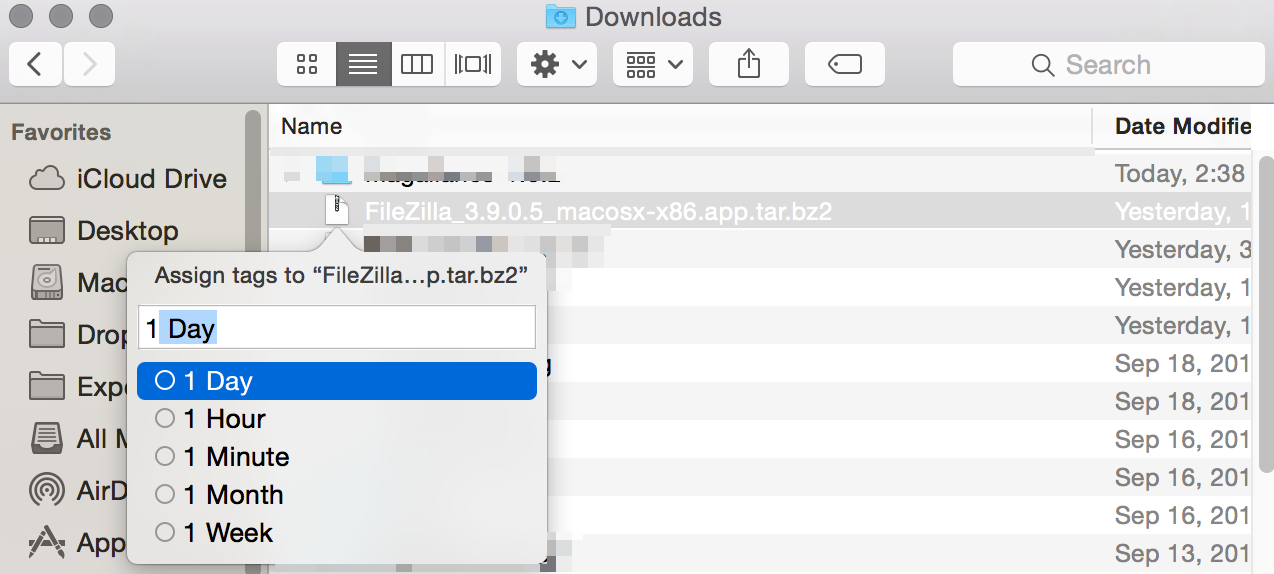 Downloads
Search
Favorites
iCloud Drive
Desktop
Mac
Drop
Expo
All M
AirD
App
Name
Date Modifie
Today, 2:38
FileZilla_3.9.0.5_macosx-x86.app.tar.bz2
Yesterday, 1
Yesterday, 3
Yesterday, 1
Yesterday, 1
Sep 18, 201
Sep 18, 201
Sep 16, 201
Sep 16, 201
Sep 16, 201
Sep 13, 201
Assign tags to “FileZilla...p.tar.bz2”
1 Day
1 Day
1 Hour
1 Minute
1 Month
1 Week